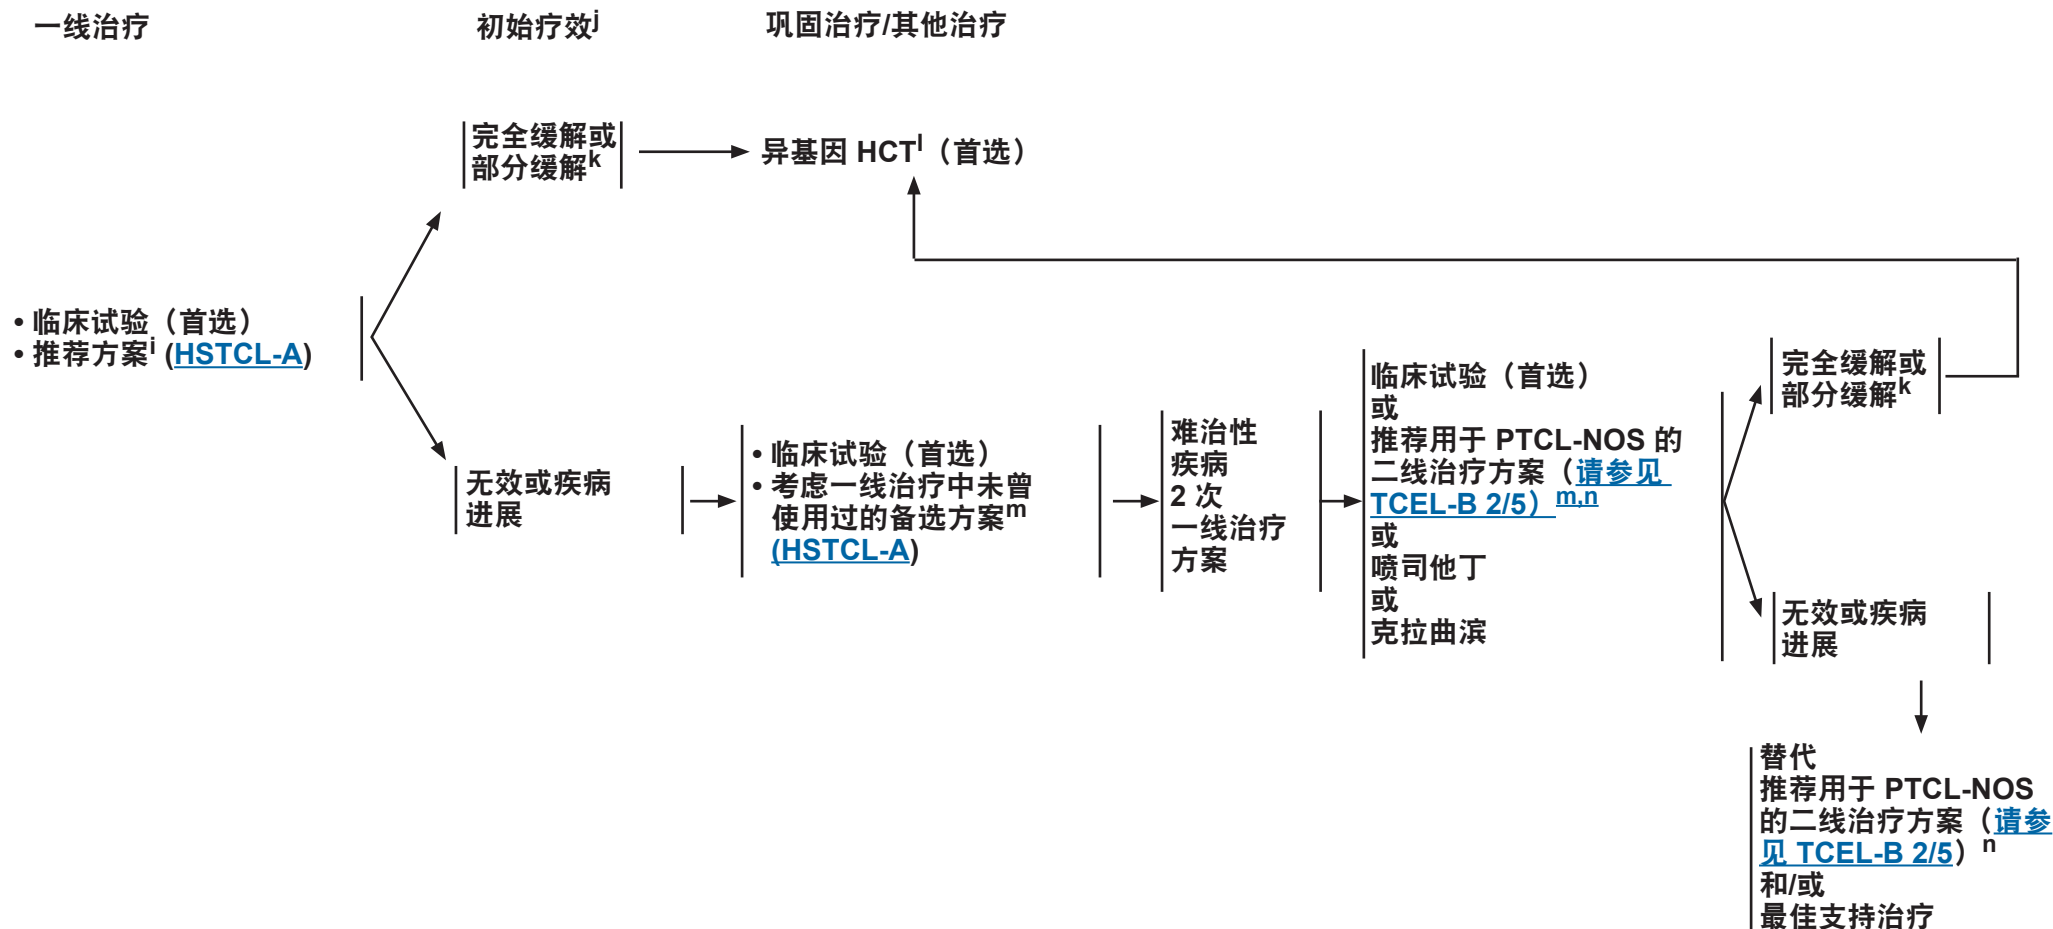 一线治疗
初始疗效j
巩固治疗/其他治疗
完全缓解或
部分缓解k
异基因 HCTl（首选）
• 临床试验（首选）
• 推荐方案i (HSTCL-A)
无效或疾病
进展
• 临床试验（首选）
• 考虑一线治疗中未曾
使用过的备选方案m
(HSTCL-A)
难治性
疾病
2 次
一线治疗
方案
临床试验（首选）
或
推荐用于 PTCL-NOS 的
二线治疗方案（请参见
TCEL-B 2/5）m,n
或
喷司他丁
或
克拉曲滨
完全缓解或
部分缓解k
无效或疾病
进展
替代
推荐用于 PTCL-NOS
的二线治疗方案（请参
见 TCEL-B 2/5）n
和/或
最佳支持治疗